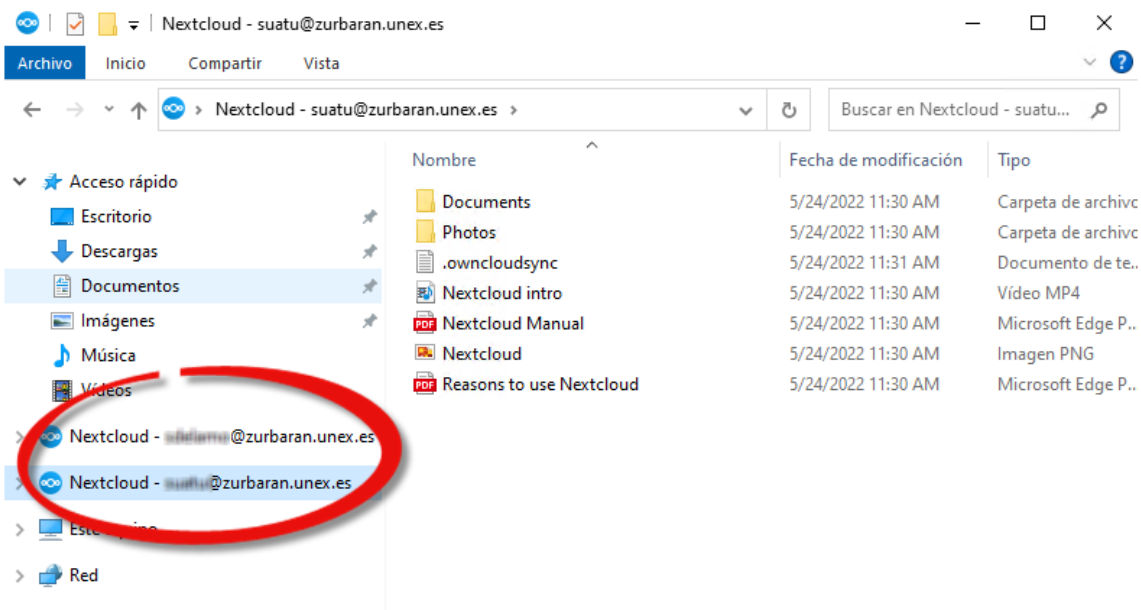 Nextcloud - suatu@zurbaran.unex.es
Archivo Inicio Compartir Vista
Nextcloud - suatu@zurbaran.unex.es
Buscar en Nextcloud - suatu...
Nombre Fecha de modificación Tipo
Acceso rápido
Escritorio
Descargas
Documentos
Imágenes
Música
Vídeos
Nextcloud - @zurbaran.unex.es
Nextcloud - @zurbaran.unex.es
Este equipo
Red
Documents 5/24/2022 11:30 AM Carpeta de archivo
Photos 5/24/2022 11:30 AM Carpeta de archivo
.owncloudsync 5/24/2022 11:31 AM Documento de te...
Nextcloud intro 5/24/2022 11:30 AM Vídeo MP4
PDF Nextcloud Manual 5/24/2022 11:30 AM Microsoft Edge P...
Nextcloud 5/24/2022 11:30 AM Imagen PNG
PDF Reasons to use Nextcloud 5/24/2022 11:30 AM Microsoft Edge P...